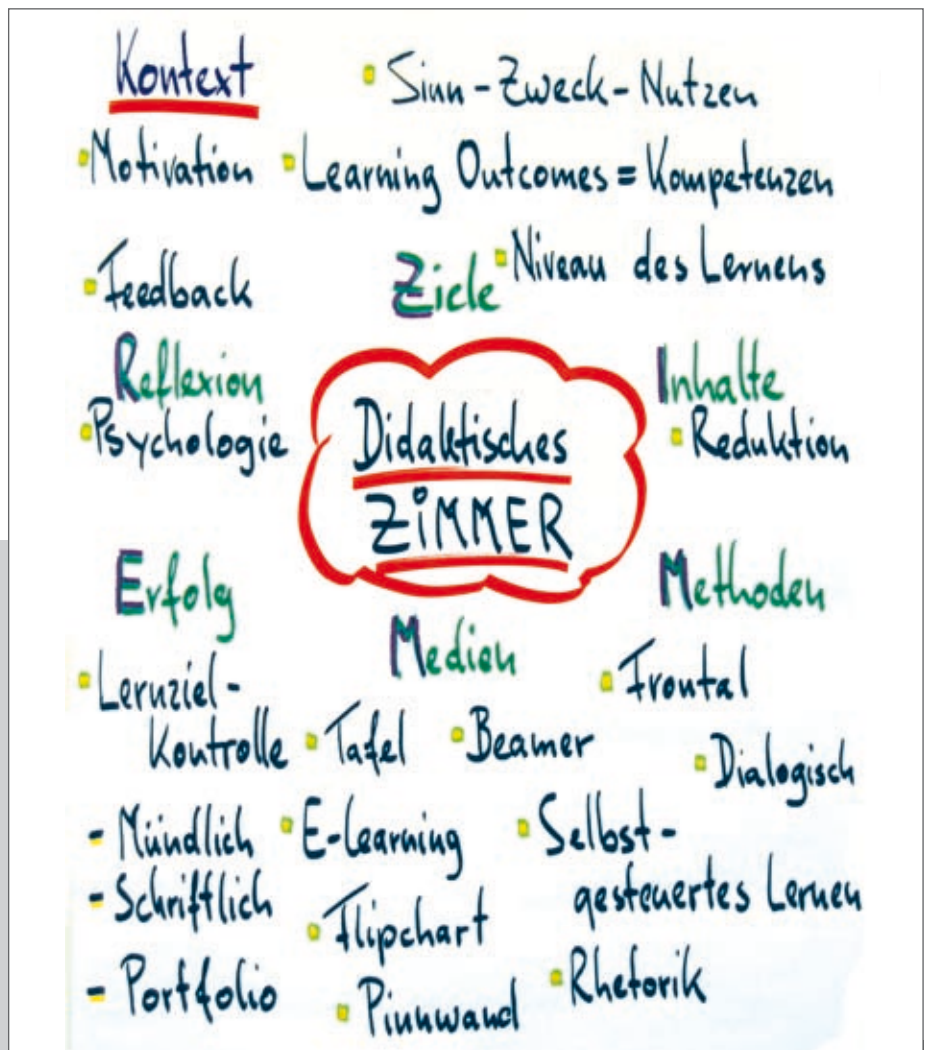 Kontext
Sinn-Zweck-Nutzen
Motivation
Learning Outcomes = Kompetenzen
Feedback
Ziele
Niveau des Lernens
Reflexion
Psychologie
Didaktisches
ZiMMER
Inhalte
Reduktion
Erfolg
Lernziel-
Kontrolle
- Mündlich
- Schriftlich
- Portfolio
Medien
Tafel
Beamer
E-Learning
Flipchart
Pinnwand
Methoden
Frontal
Dialogisch
Selbst-
gesteuertes Lernen
Rhetorik